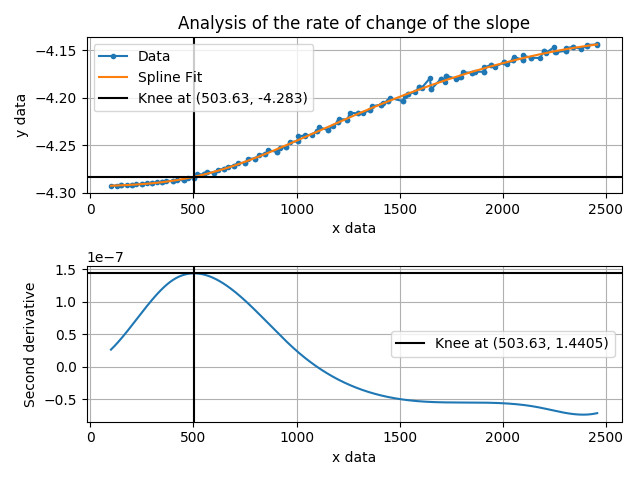 Analysis of the rate of change of the slope
y data
−4.15
−4.20
−4.25
−4.30
Data
Spline Fit
Knee at (503.63, -4.283)
0
500
1000
1500
2000
2500
x data
1e−7
Second derivative
1.5
1.0
0.5
0.0
−0.5
Knee at (503.63, 1.4405)
0
500
1000
1500
2000
2500
x data